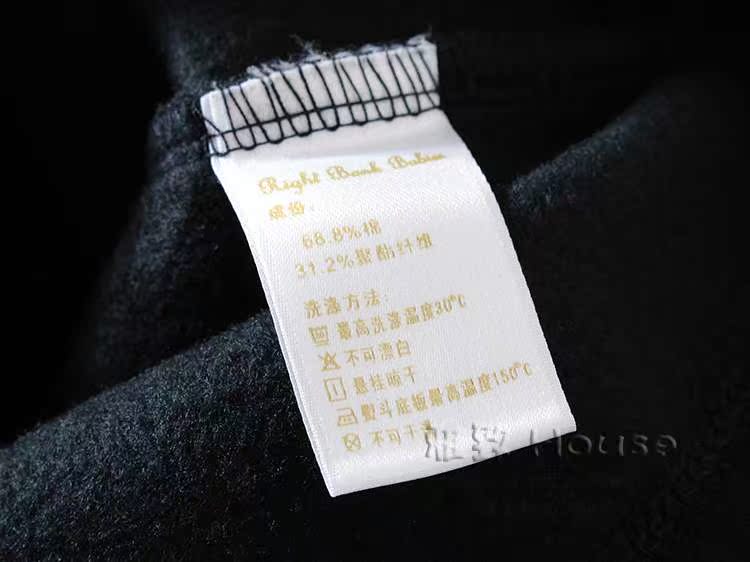 Right Bank Babies
成份:
68.8%棉
31.2%聚酯纤维
洗涤方法:
最高洗涤温度30°C
不可漂白
悬挂晾干
熨斗底板最高温度150°C
不可干
雅致 House